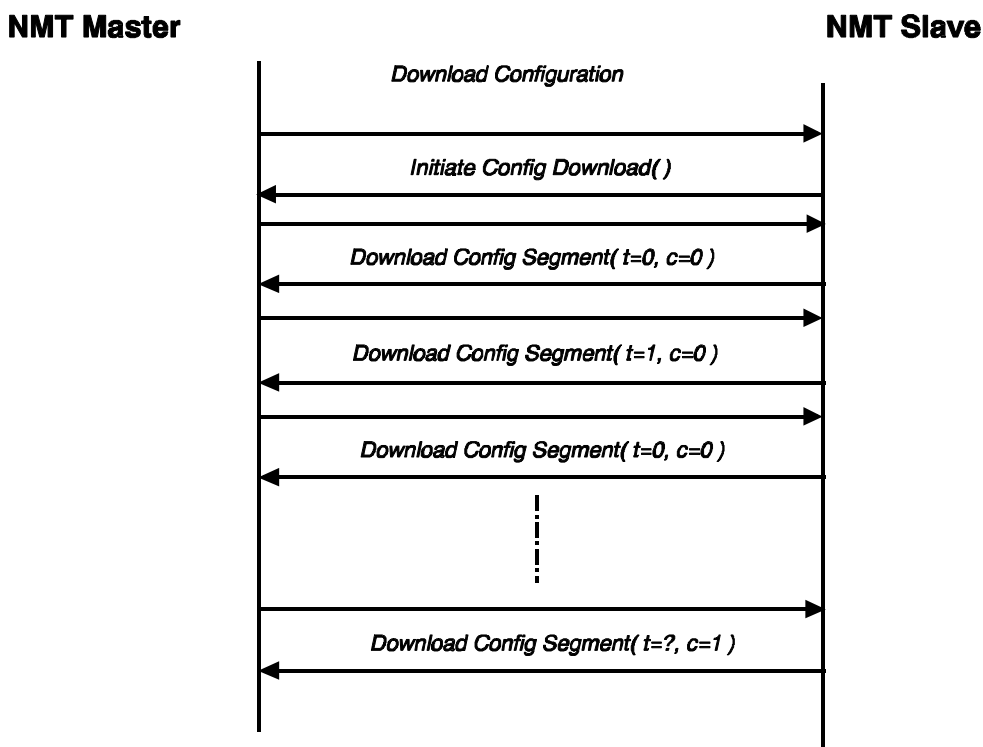 NMT Master
NMT Slave
Download Configuration
Initiate Config Download( )
Download Config Segment( t=0, c=0 )
Download Config Segment( t=1, c=0 )
Download Config Segment( t=0, c=0 )
Download Config Segment( t=?, c=1 )